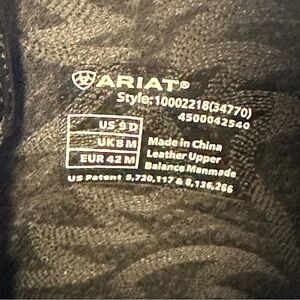 ARIAT®
Style:10002218(34770)
4500042540
US 9 D
UK 8 M
EUR 42 M
Made in China
Leather Upper
Balance Manmade
US Patent 5,720,117 & 6,136,266